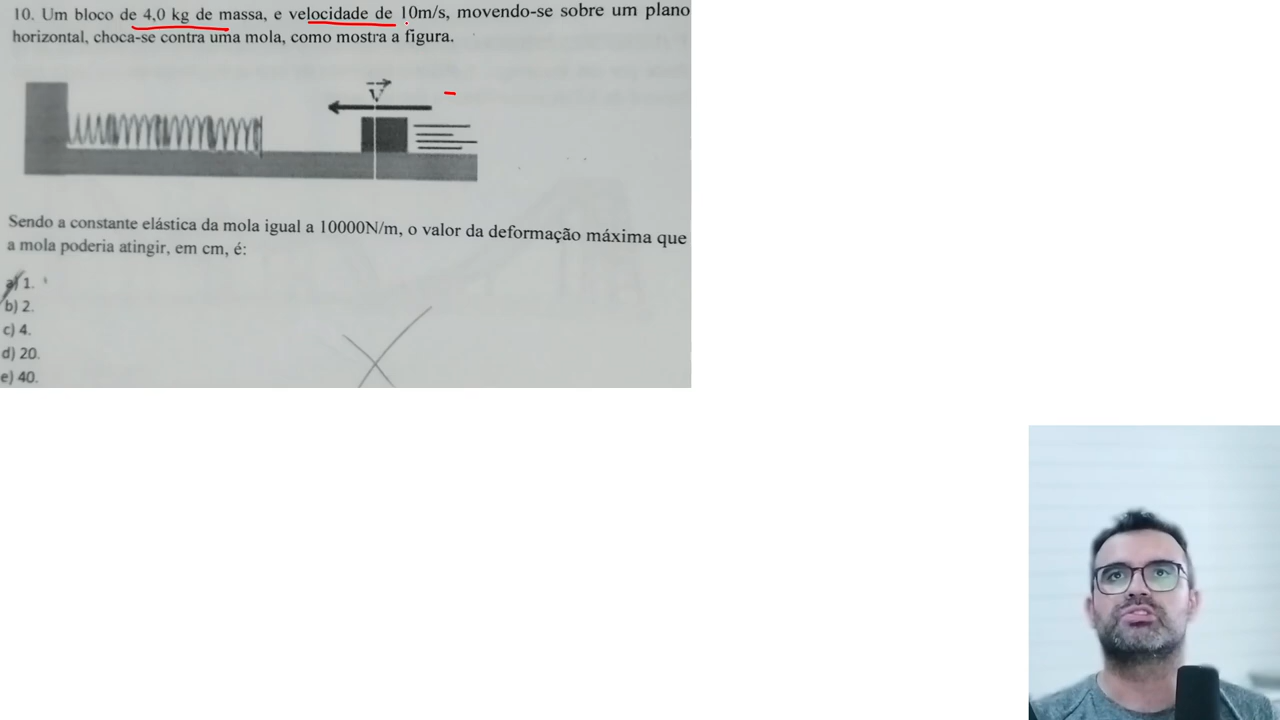 10. Um bloco de 4,0 kg de massa, e velocidade de 10m/s, movendo-se sobre um plano
horizontal, choca-se contra uma mola, como mostra a figura.
V
Sendo a constante elástica da mola igual a 10000N/m, o valor da deformação máxima que
a mola poderia atingir, em cm, é:
a) 1.
b) 2.
c) 4.
d) 20.
e) 40.